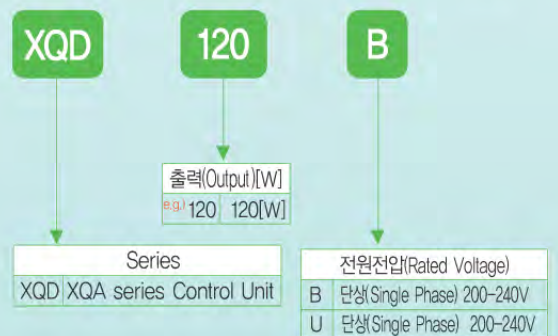 XQD 120 B
출력(Output)[W]
e.g.) 120 120[W]
Series
XQD XQA series Control Unit
전원전압(Rated Voltage)
B 단상(Single Phase) 200-240V
U 단상(Single Phase) 200-240V